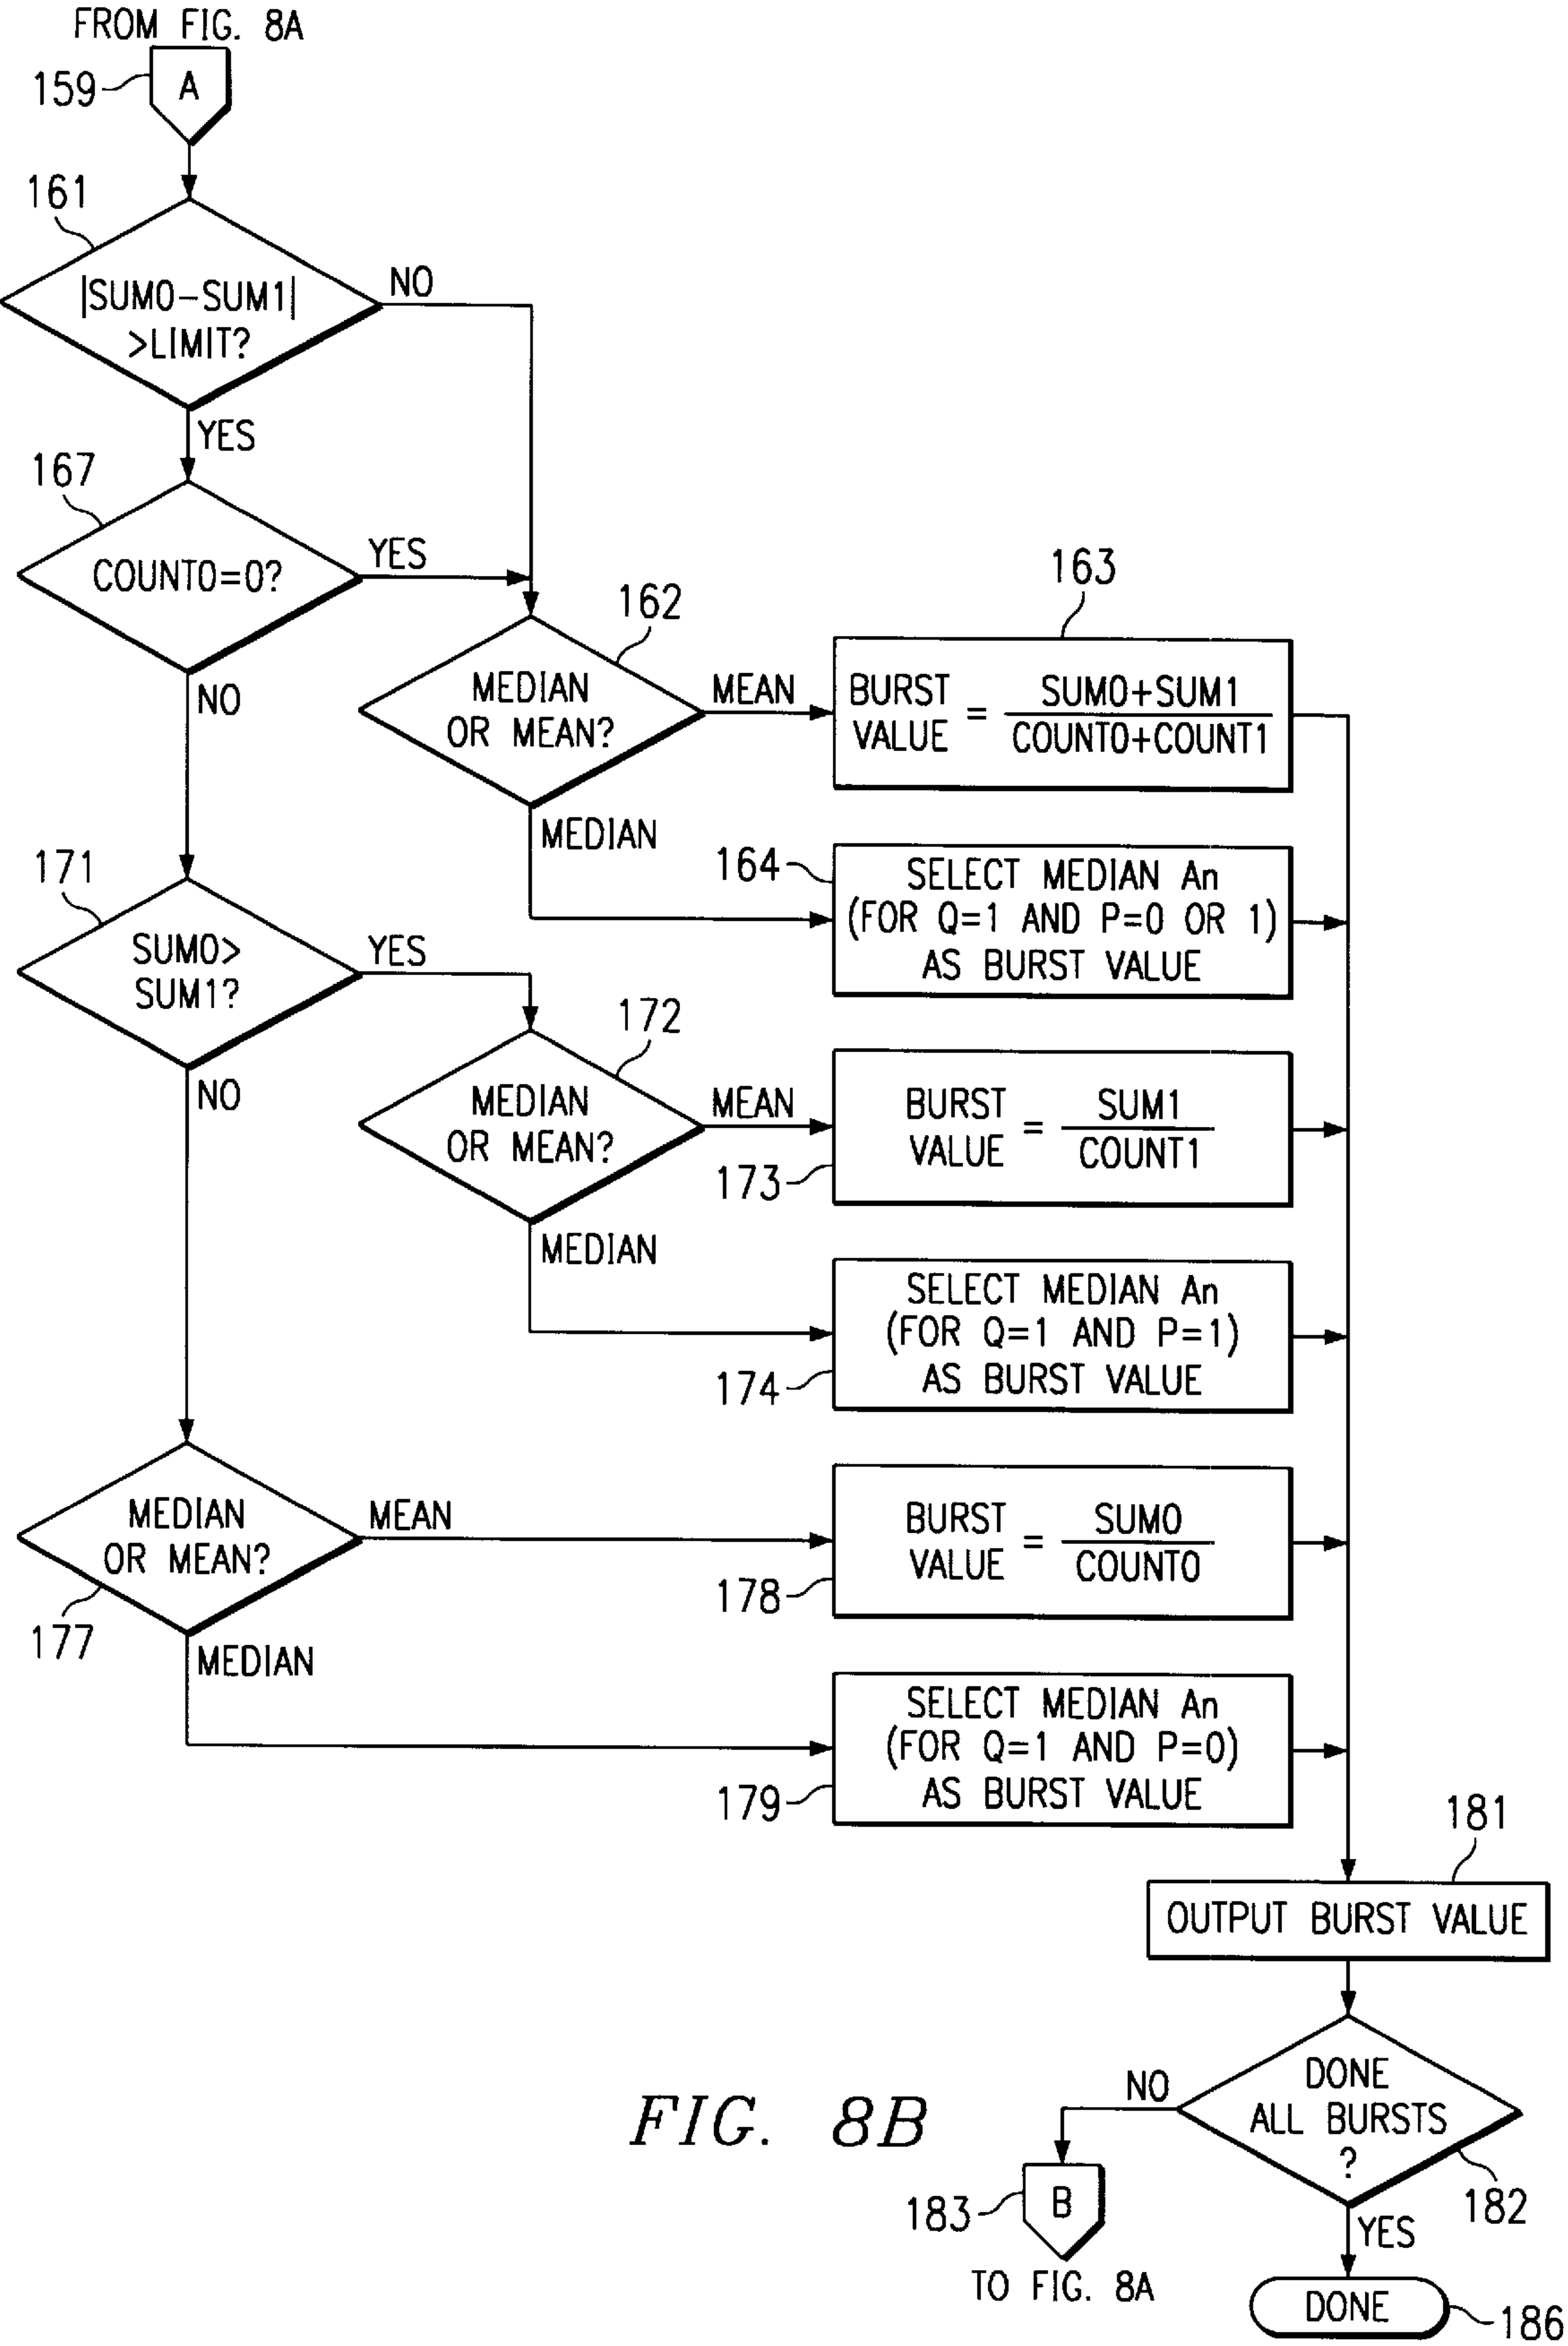 FROM FIG. 8A
159
A
161
|SUM0-SUM1|
>LIMIT?
NO
YES
167
COUNT0=0?
YES
NO
162
MEDIAN
OR MEAN?
MEAN
MEDIAN
163
BURST
VALUE
=
SUM0+SUM1
COUNT0+COUNT1
164
SELECT MEDIAN An
(FOR Q=1 AND P=0 OR 1)
AS BURST VALUE
171
SUM0>
SUM1?
YES
NO
172
MEDIAN
OR MEAN?
MEAN
MEDIAN
173
BURST
VALUE
=
SUM1
COUNT1
174
SELECT MEDIAN An
(FOR Q=1 AND P=1)
AS BURST VALUE
177
MEDIAN
OR MEAN?
MEAN
MEDIAN
178
BURST
VALUE
=
SUM0
COUNT0
179
SELECT MEDIAN An
(FOR Q=1 AND P=0)
AS BURST VALUE
181
OUTPUT BURST VALUE
DONE
ALL BURSTS
?
182
NO
YES
183
B
TO FIG. 8A
DONE
186
FIG. 8B